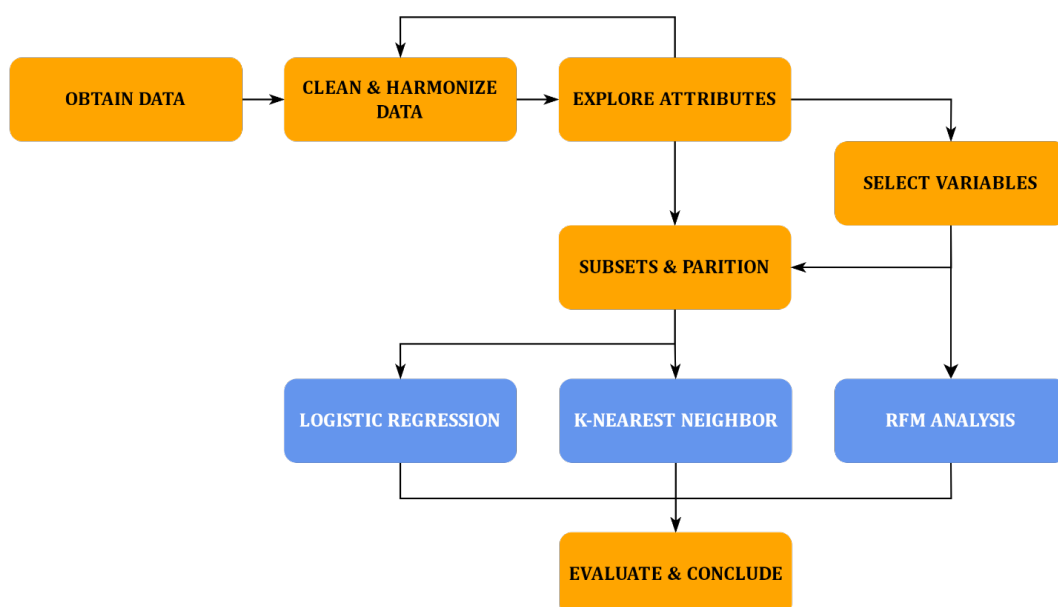 OBTAIN DATA
CLEAN & HARMONIZE
DATA
EXPLORE ATTRIBUTES
SELECT VARIABLES
SUBSETS & PARITION
LOGISTIC REGRESSION
K-NEAREST NEIGHBOR
RFM ANALYSIS
EVALUATE & CONCLUDE